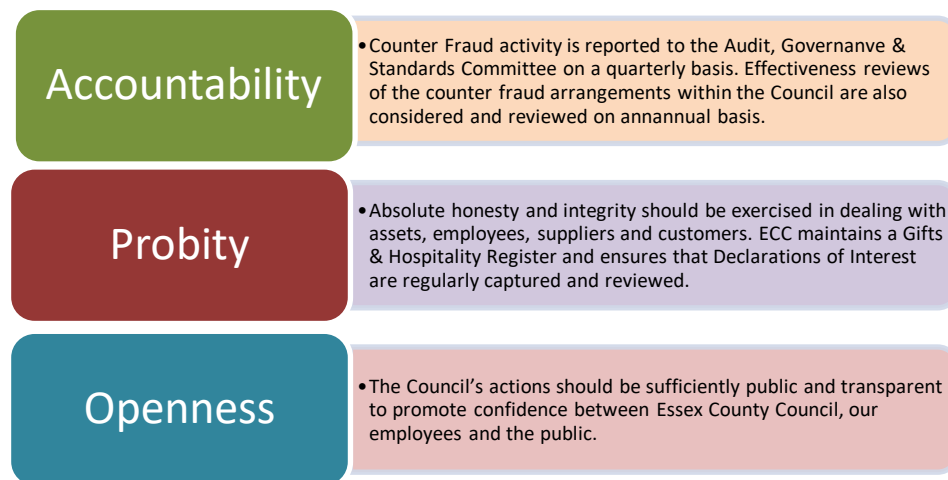 Accountability
•Counter Fraud activity is reported to the Audit, Governanve &
Standards Committee on a quarterly basis. Effectiveness reviews
of the counter fraud arrangements within the Council are also
considered and reviewed on annannual basis.
Probity
•Absolute honesty and integrity should be exercised in dealing with
assets, employees, suppliers and customers. ECC maintains a Gifts
& Hospitality Register and ensures that Declarations of Interest
are regularly captured and reviewed.
Openness
•The Council’s actions should be sufficiently public and transparent
to promote confidence between Essex County Council, our
employees and the public.